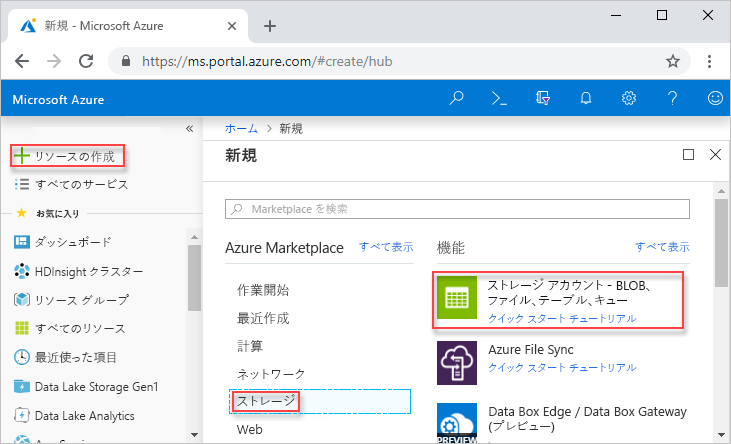 新規 - Microsoft Azure
https://ms.portal.azure.com/#create/hub
Microsoft Azure
リソースの作成
すべてのサービス
お気に入り
ダッシュボード
HDInsight クラスター
リソース グループ
すべてのリソース
最近使った項目
Data Lake Storage Gen1
Data Lake Analytics
ホーム > 新規
新規
Marketplace を検索
Azure Marketplace すべて表示
作業開始
最近作成
計算
ネットワーク
ストレージ
Web
機能 すべて表示
ストレージ アカウント - BLOB、
ファイル、テーブル、キュー
クイック スタート チュートリアル
Azure File Sync
クイック スタート チュートリアル
PREVIEW
Data Box Edge / Data Box Gateway
(プレビュー)